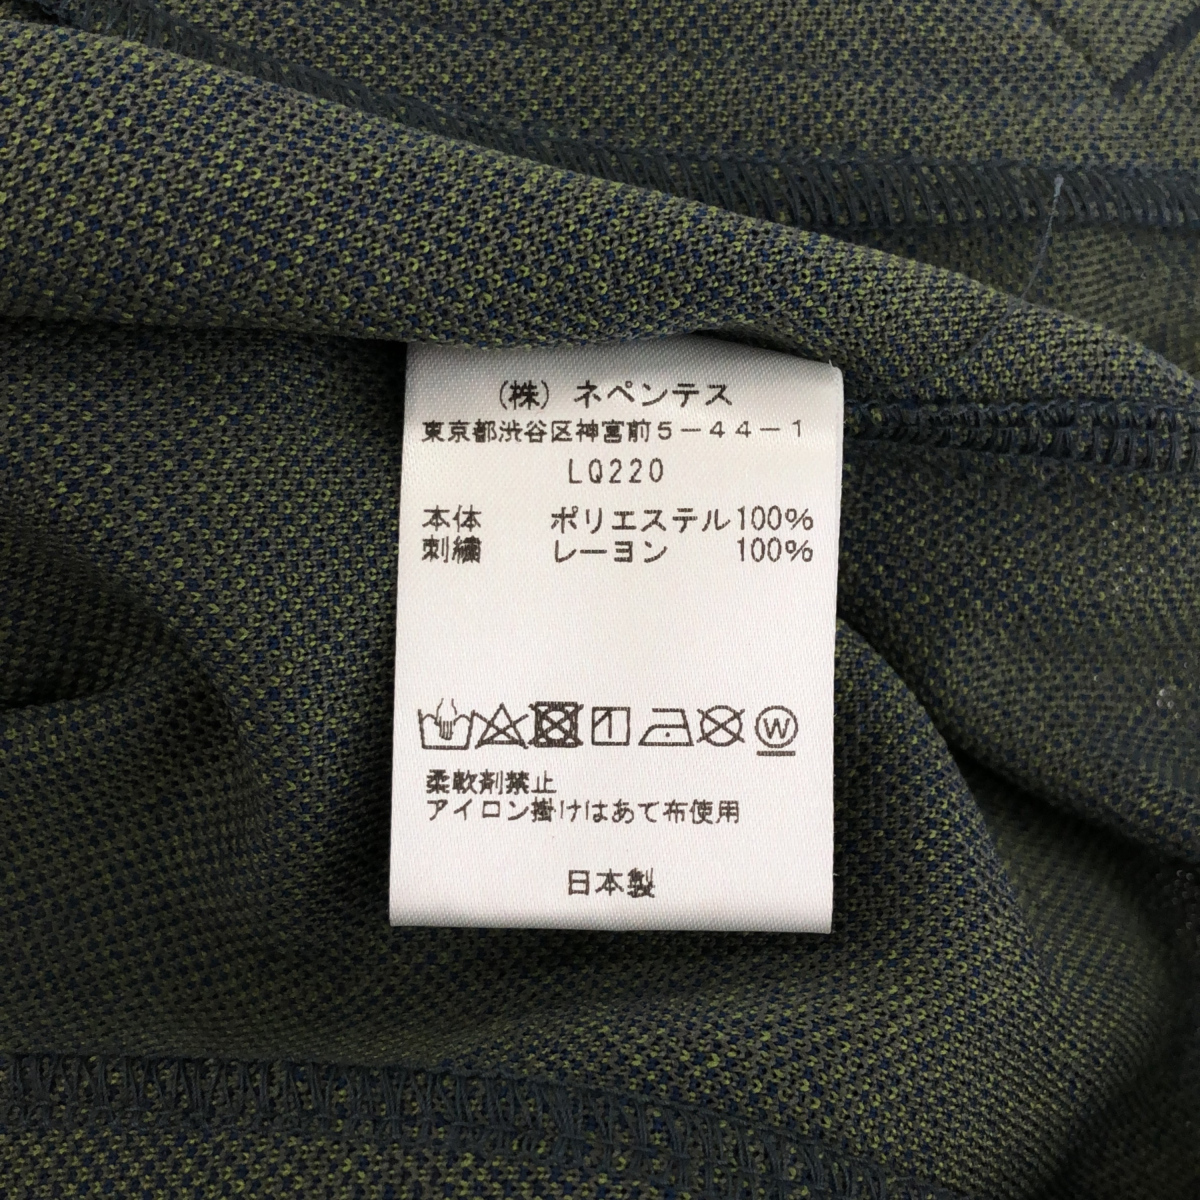 (株) ネペンテス
東京都渋谷区神宮前5-44-1
LQ220
本体 ポリエステル100%
刺繍 レーヨン 100%
W
柔軟剤禁止
アイロン掛けはあて布使用
日本製